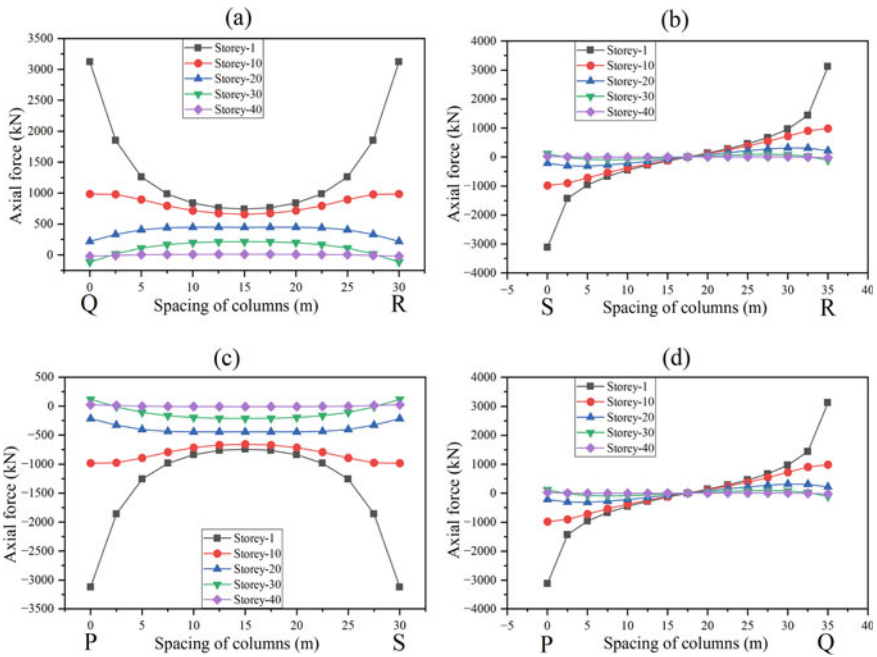 (a)
3500
3000
2500
2000
1500
1000
500
0
Axial force (kN)
Storey-1
Storey-10
Storey-20
Storey-30
Storey-40
0 5 10 15 20 25 30
Q Spacing of columns (m) R
(b)
4000
3000
2000
1000
0
−1000
−2000
−3000
−4000
Axial force (kN)
Storey-1
Storey-10
Storey-20
Storey-30
Storey-40
−5 0 5 10 15 20 25 30 35 40
S Spacing of columns (m) R
(c)
500
0
−500
−1000
−1500
−2000
−2500
−3000
−3500
Axial force (kN)
Storey-1
Storey-10
Storey-20
Storey-30
Storey-40
0 5 10 15 20 25 30
P Spacing of columns (m) S
(d)
4000
3000
2000
1000
0
−1000
−2000
−3000
−4000
Axial force (kN)
Storey-1
Storey-10
Storey-20
Storey-30
Storey-40
−5 0 5 10 15 20 25 30 35 40
P Spacing of columns (m) Q